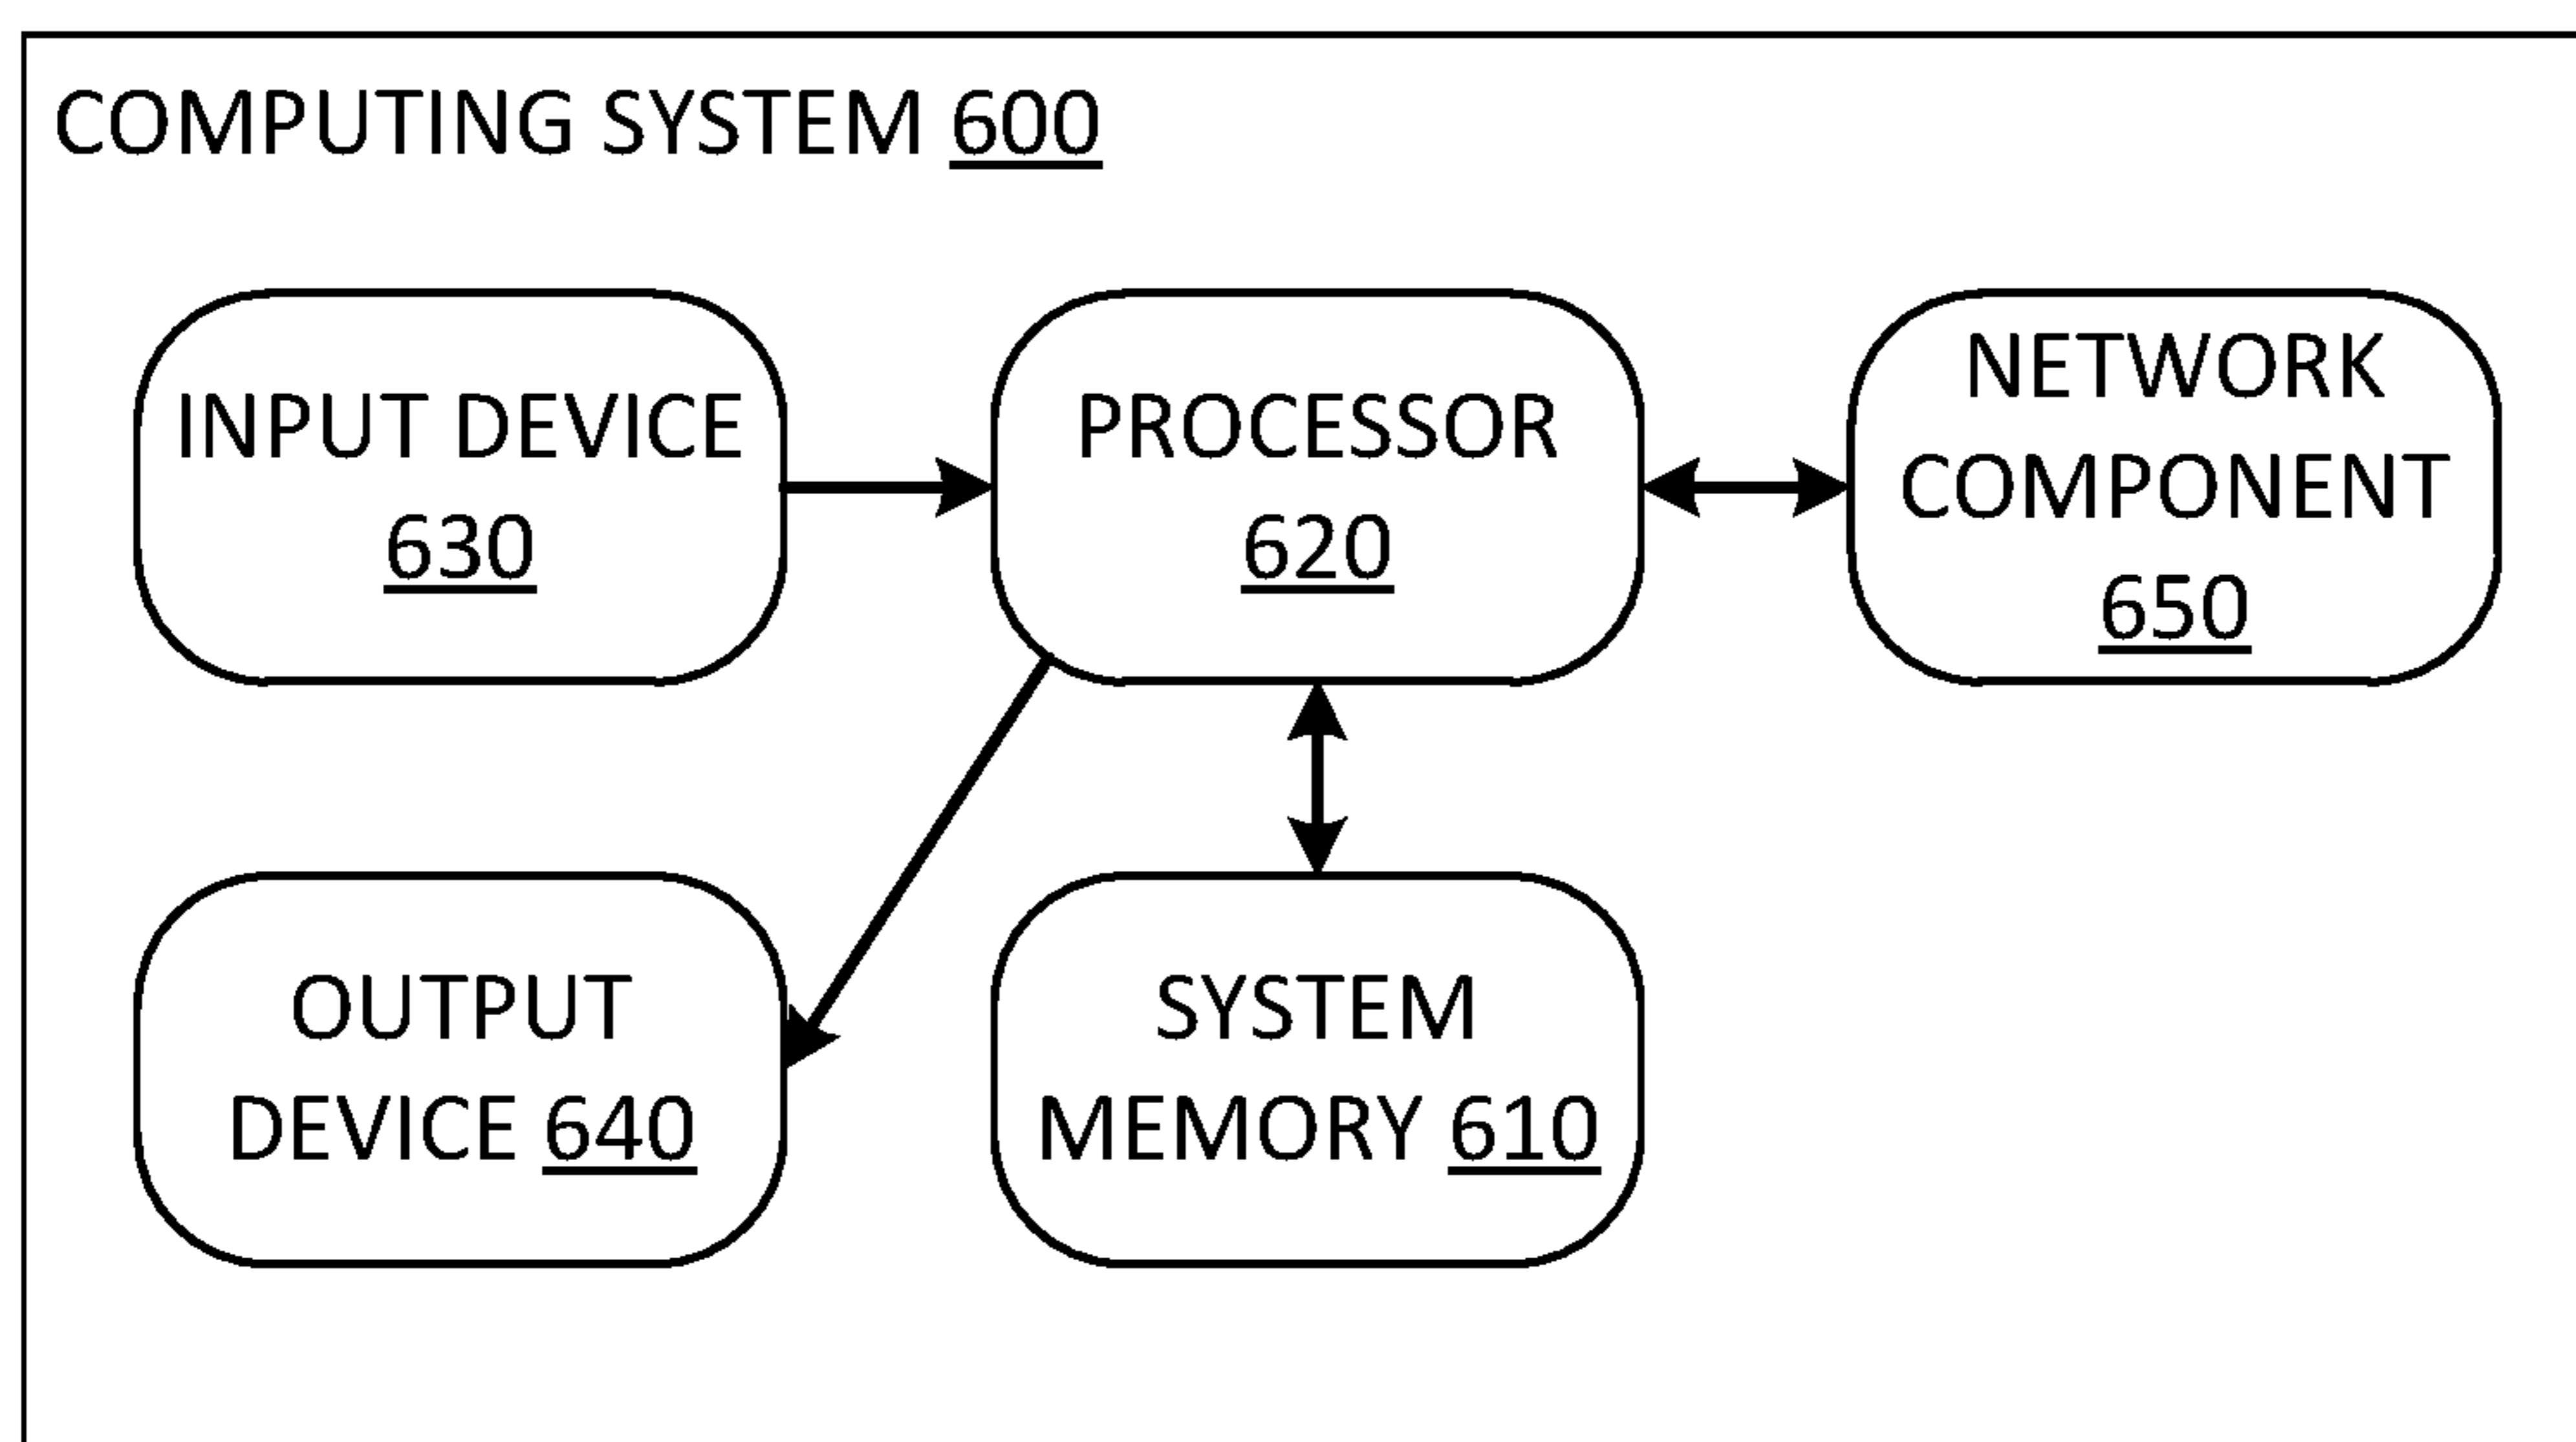 COMPUTING SYSTEM 600
INPUT DEVICE
630
PROCESSOR
620
NETWORK
COMPONENT
650
OUTPUT
DEVICE 640
SYSTEM
MEMORY 610